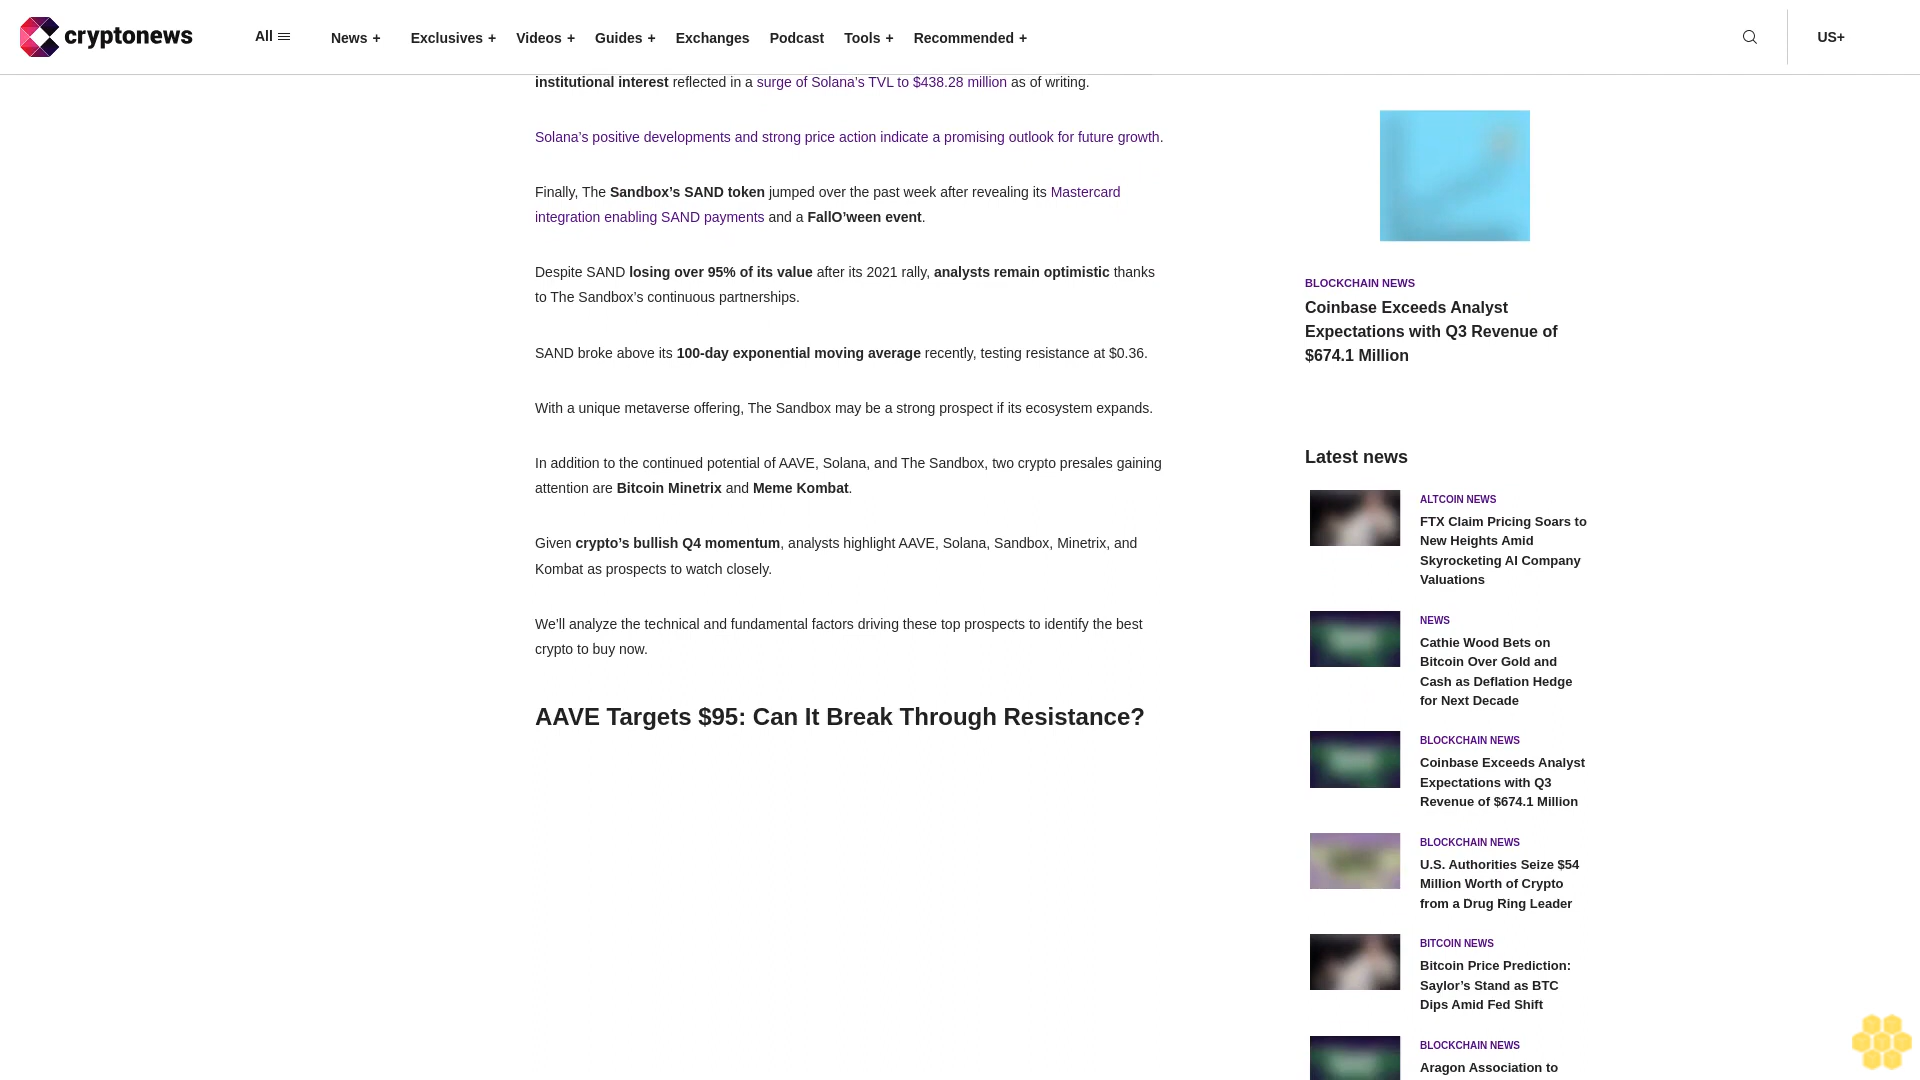 cryptonews
All
News +
Exclusives +
Videos +
Guides +
Exchanges
Podcast
Tools +
Recommended +
US+
institutional interest reflected in a surge of Solana’s TVL to $438.28 million as of writing.
Solana’s positive developments and strong price action indicate a promising outlook for future growth.
Finally, The Sandbox’s SAND token jumped over the past week after revealing its Mastercard
integration enabling SAND payments and a FallO’ween event.
Despite SAND losing over 95% of its value after its 2021 rally, analysts remain optimistic thanks
to The Sandbox’s continuous partnerships.
SAND broke above its 100-day exponential moving average recently, testing resistance at $0.36.
With a unique metaverse offering, The Sandbox may be a strong prospect if its ecosystem expands.
In addition to the continued potential of AAVE, Solana, and The Sandbox, two crypto presales gaining
attention are Bitcoin Minetrix and Meme Kombat.
Given crypto’s bullish Q4 momentum, analysts highlight AAVE, Solana, Sandbox, Minetrix, and
Kombat as prospects to watch closely.
We’ll analyze the technical and fundamental factors driving these top prospects to identify the best
crypto to buy now.
AAVE Targets $95: Can It Break Through Resistance?
BLOCKCHAIN NEWS
Coinbase Exceeds Analyst
Expectations with Q3 Revenue of
$674.1 Million
Latest news
ALTCOIN NEWS
FTX Claim Pricing Soars to
New Heights Amid
Skyrocketing AI Company
Valuations
NEWS
Cathie Wood Bets on
Bitcoin Over Gold and
Cash as Deflation Hedge
for Next Decade
BLOCKCHAIN NEWS
Coinbase Exceeds Analyst
Expectations with Q3
Revenue of $674.1 Million
BLOCKCHAIN NEWS
U.S. Authorities Seize $54
Million Worth of Crypto
from a Drug Ring Leader
BITCOIN NEWS
Bitcoin Price Prediction:
Saylor’s Stand as BTC
Dips Amid Fed Shift
BLOCKCHAIN NEWS
Aragon Association to